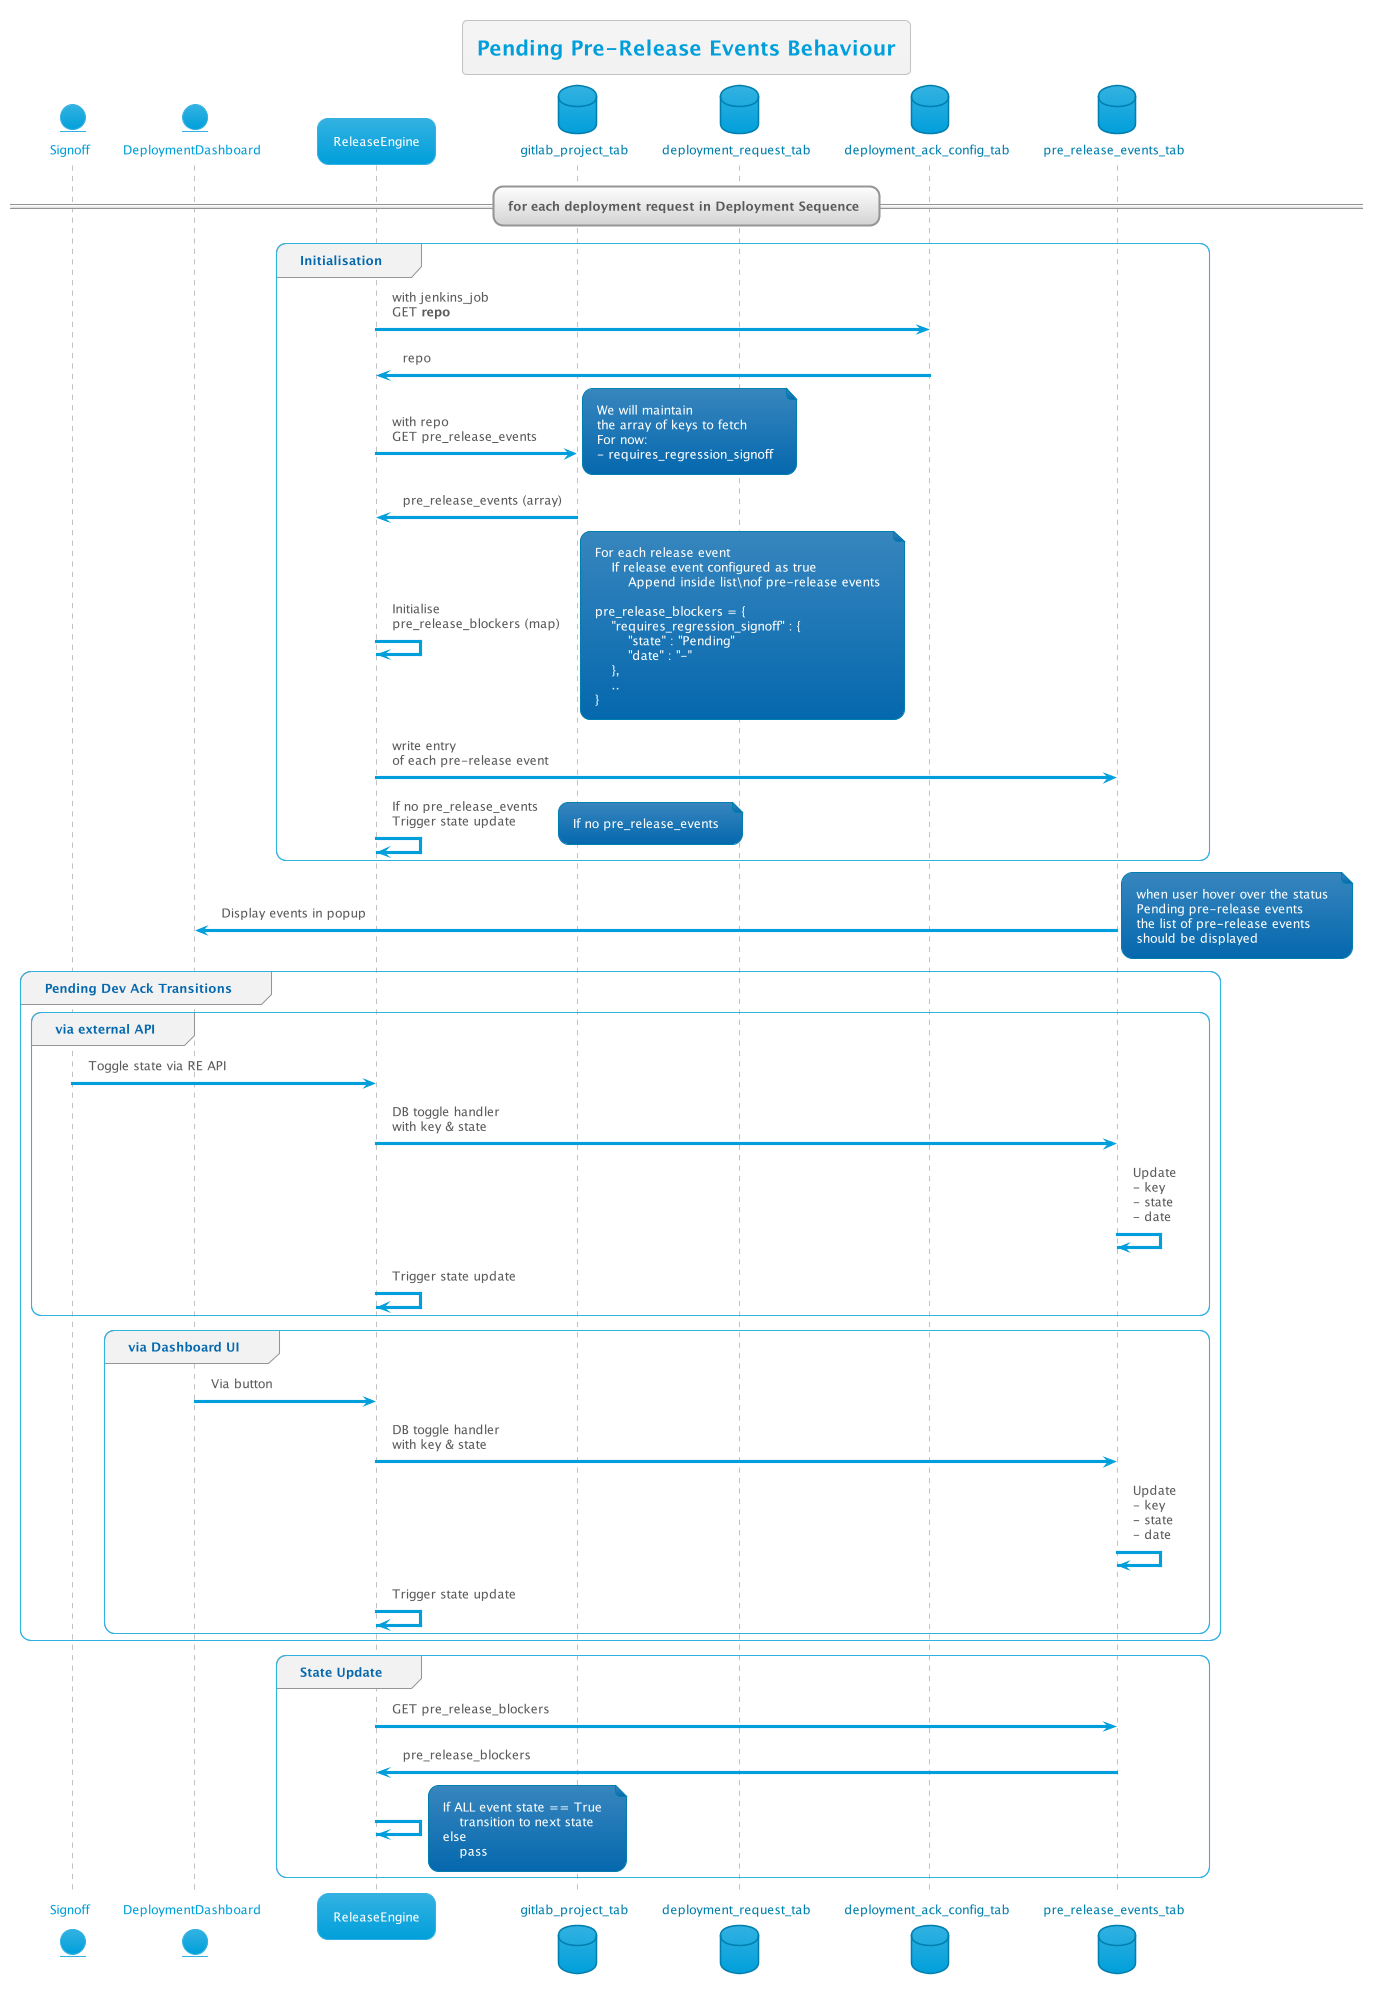 Pending Pre-Release Events Behaviour
Signoff
DeploymentDashboard
ReleaseEngine
gitlab_project_tab
deployment_request_tab
deployment_ack_config_tab
pre_release_events_tab
for each deployment request in Deployment Sequence
Initialisation
with jenkins_job
GET repo
repo
with repo
GET pre_release_events
We will maintain
the array of keys to fetch
For now:
- requires_regression_signoff
pre_release_events (array)
Initialise
pre_release_blockers (map)
For each release event
If release event configured as true
Append inside list\nof pre-release events
pre_release_blockers = {
"requires_regression_signoff" : {
"state" : "Pending"
"date" : "-"
},
..
}
write entry
of each pre-release event
If no pre_release_events
Trigger state update
If no pre_release_events
Display events in popup
when user hover over the status
Pending pre-release events
the list of pre-release events
should be displayed
Pending Dev Ack Transitions
via external API
Toggle state via RE API
DB toggle handler
with key & state
Update
- key
- state
- date
Trigger state update
via Dashboard UI
Via button
DB toggle handler
with key & state
Update
- key
- state
- date
Trigger state update
State Update
GET pre_release_blockers
pre_release_blockers
If ALL event state == True
transition to next state
else
pass
Signoff
DeploymentDashboard
ReleaseEngine
gitlab_project_tab
deployment_request_tab
deployment_ack_config_tab
pre_release_events_tab